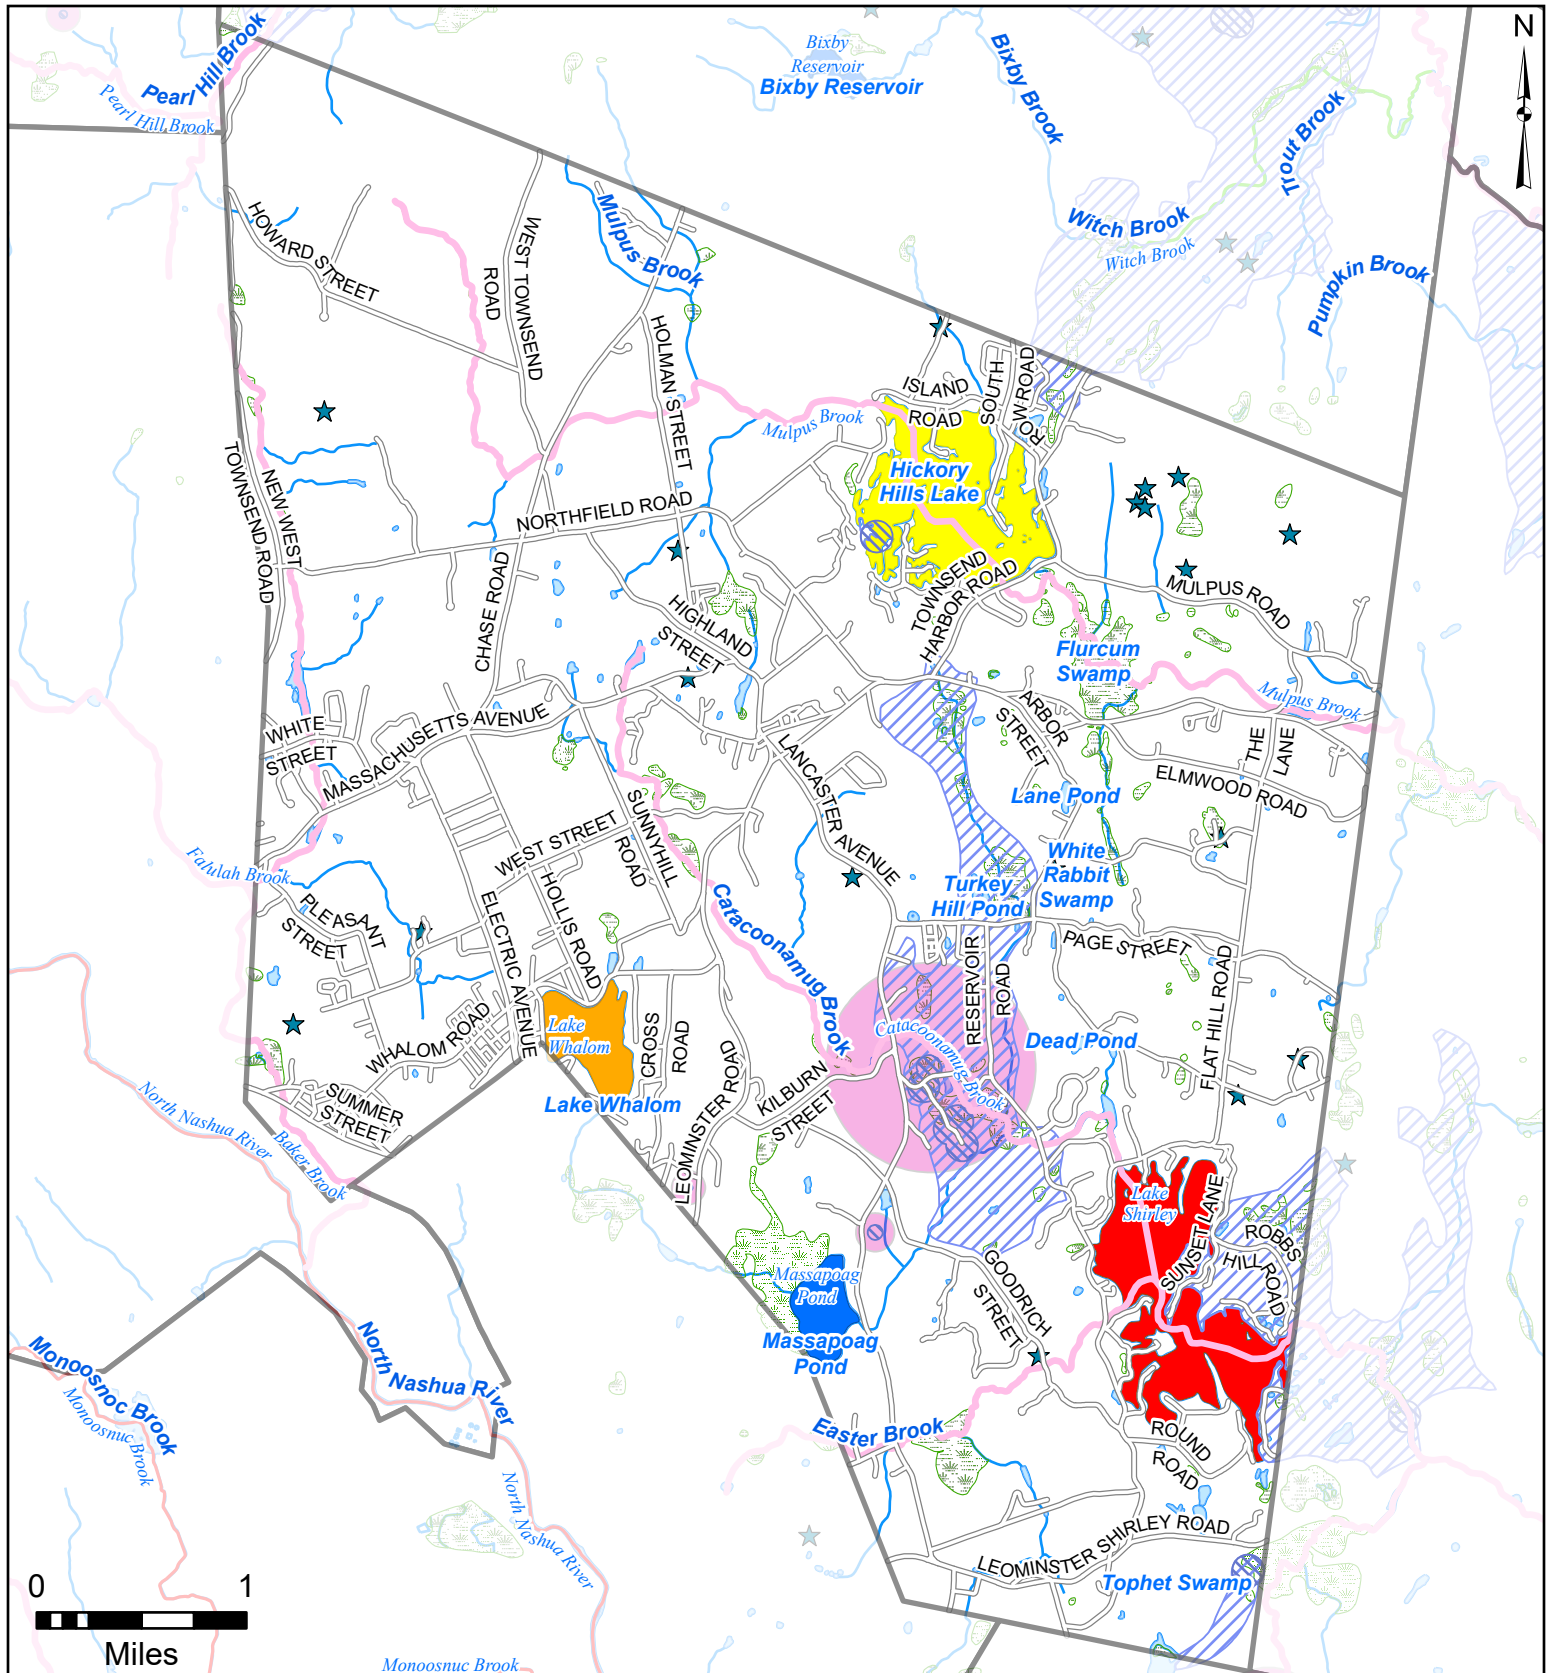 N
Pearl Hill Brook
Pearl Hill Brook
Bixby
Reservoir
Bixby Reservoir
Bixby Brook
Trout Brook
Witch Brook
Witch Brook
Pumpkin Brook
HOWARD STREET
WEST TOWNSEND
ROAD
Mulpus Brook
HOLMAN STREET
ISLAND
ROAD
SOUTH
ROW ROAD
Mulpus Brook
Hickory
Hills Lake
TOWNSEND ROAD
NEW WEST
NORTHFIELD ROAD
CHASE ROAD
HIGHLAND
STREET
TOWNSEND
HARBOR ROAD
MULPUS ROAD
Flurcum
Swamp
Mulpus Brook
WHITE
STREET
MASSACHUSETTS AVENUE
LANCASTER AVENUE
ARBOR
STREET
THE
LANE
ELMWOOD ROAD
Lane Pond
SUNNYHILL
ROAD
WEST STREET
HOLLIS ROAD
Falulah Brook
PLEASANT
STREET
ELECTRIC AVENUE
White
Rabbit
Swamp
Turkey
Hill Pond
Catacoonamug Brook
PAGE STREET
RESERVOIR
ROAD
FLAT HILL ROAD
WHALOM ROAD
Lake
Whalom
Lake Whalom
CROSS
ROAD
Catacoonamug Brook
Dead Pond
LEOMINSTER ROAD
KILBURN
STREET
SUMMER
STREET
North Nashua River
Baker Brook
Lake
Shirley
SUNSET LANE
ROBBS
HILL ROAD
Massapoag
Pond
Massapoag
Pond
GOODRICH
STREET
North Nashua River
Monoosnoc Brook
Monoosnuc Brook
Easter Brook
ROUND
ROAD
North Nashua River
LEOMINSTER SHIRLEY ROAD
Tophet Swamp
0 1
Miles
Monoosnuc Brook